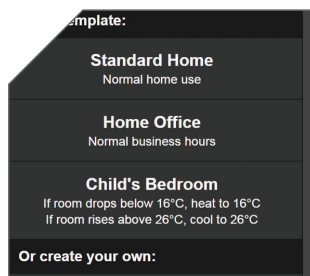 Standard Home
Normal home use
Home Office
Normal business hours
Child's Bedroom
If room drops below 16°C, heat to 16°C
If room rises above 26°C, cool to 26°C
Or create your own: